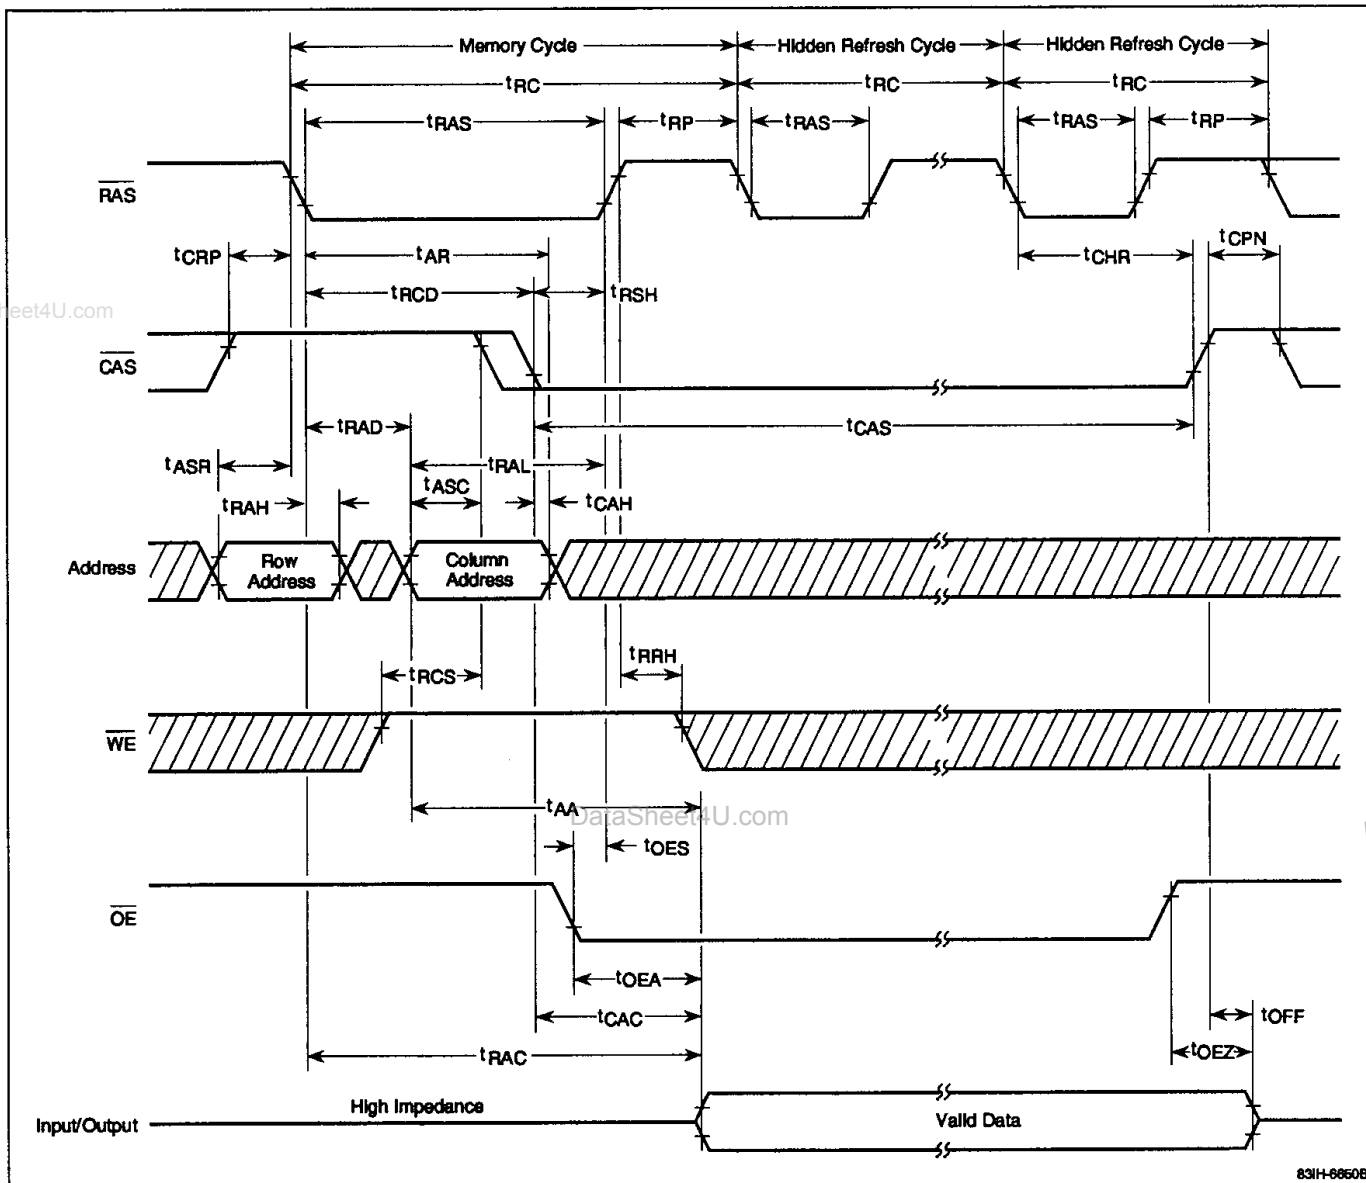 Memory Cycle Hidden Refresh Cycle Hidden Refresh Cycle
tRC tRC tRC
tRAS tRP tRAS tRAS tRP
RAS
tCRP tAR tCHR tCPN
tRCD tRSH
heet4U.com
CAS
tRAD tCAS
tASR tRAL
tASC
tRAH tCAH
Address Row Address Column Address
tRCS tRRH
WE
tAA
DataSheet4U.com
tOES
OE
tOEA
tCAC tOFF
tRAC tOEZ
High Impedance
Input/Output Valid Data
83IH-6650B